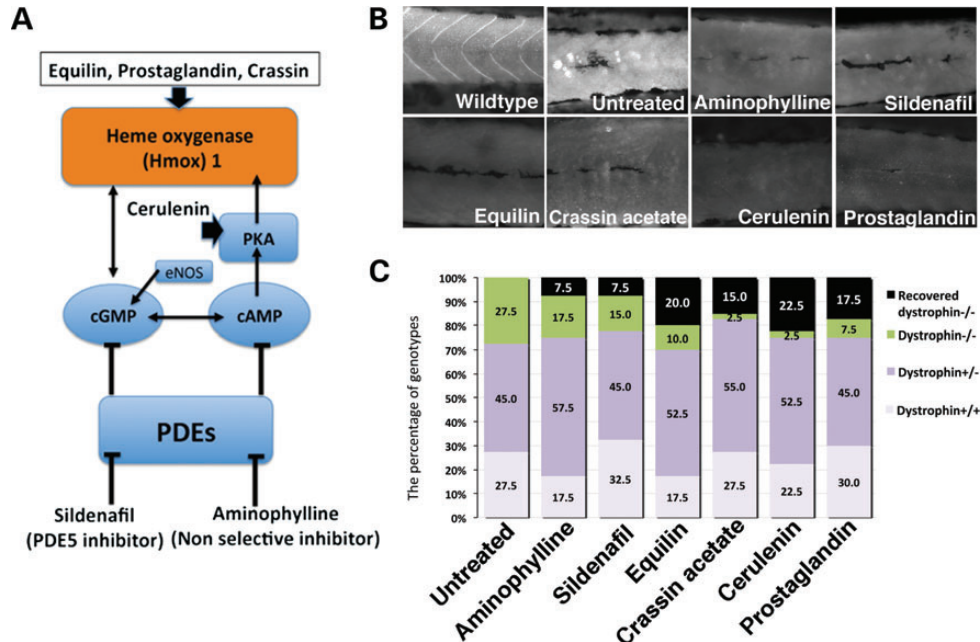 A
Equilin, Prostaglandin, Crassin
Heme oxygenase
(Hmox) 1
Cerulenin
PKA
eNOS
cGMP
cAMP
PDEs
Sildenafil
(PDE5 inhibitor)
Aminophylline
(Non selective inhibitor)
B
Wildtype
Untreated
Aminophylline
Sildenafil
Equilin
Crassin acetate
Cerulenin
Prostaglandin
C
The percentage of genotypes
100%
90%
80%
70%
60%
50%
40%
30%
20%
10%
0%
27.5
45.0
27.5
7.5
17.5
57.5
17.5
7.5
15.0
45.0
32.5
20.0
10.0
52.5
17.5
15.0
2.5
55.0
27.5
22.5
2.5
52.5
22.5
17.5
7.5
45.0
30.0
Untreated
Aminophylline
Sildenafil
Equilin
Crassin acetate
Cerulenin
Prostaglandin
Recovered
dystrophin-/-
Dystrophin-/-
Dystrophin+/-
Dystrophin+/+